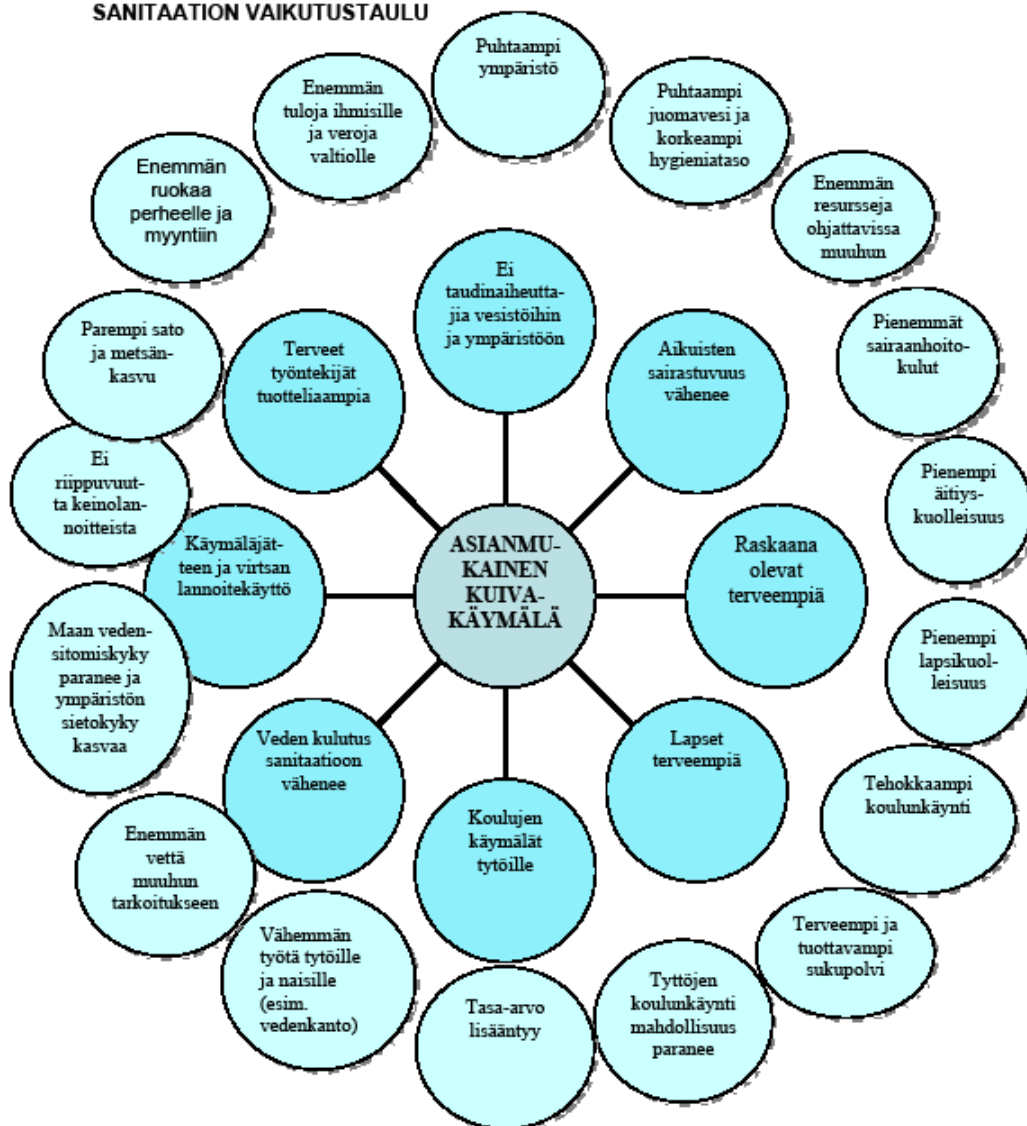 SANITAATION VAIKUTUSTAULU
Puhtaampi
ympäristö
Enemmän
tuloja ihmisille
ja veroja
valtiolle
Puhtaampi
juomavesi ja
korkeampi
hygieniataso
Enemmän
ruokaa
perheelle ja
myyntiin
Enemmän
resursseja
ohjattavissa
muuhun
Ei
taudinaiheutta-
jia vesistöihin
ja ympäristöön
Parempi sato
ja metsän-
kasvu
Terveet
työntekijät
tuotteliaampia
Aikuisten
sairastuvuus
vähenee
Pienemmät
sairaanhoito-
kulut
Ei
riippuvuut-
ta keinolan-
noitteista
Pienempi
äitiys-
kuolleisuus
Käymäläjät-
teen ja virtsan
lannoitekäyttö
ASIANMU-
KAINEN
KUIVA-
KÄYMÄLÄ
Raskaana
olevat
terveempiä
Maan veden-
sitomiskyky
paranee ja
ympäristön
sietokyky
kasvaa
Pienempi
lapsikuol-
leisuus
Veden kulutus
sanitaatioon
vähenee
Lapset
terveempiä
Tehokkaampi
koulunkäynti
Koulujen
käymälät
tytöille
Enemmän
vettä
muuhun
tarkoitukseen
Terveempi ja
tuottavampi
sukupolvi
Vähemmän
työtä tytöille
ja naisille
(esim.
vedenkanto)
Tasa-arvo
lisääntyy
Tyttöjen
koulunkäynti
mahdollisuus
paranee